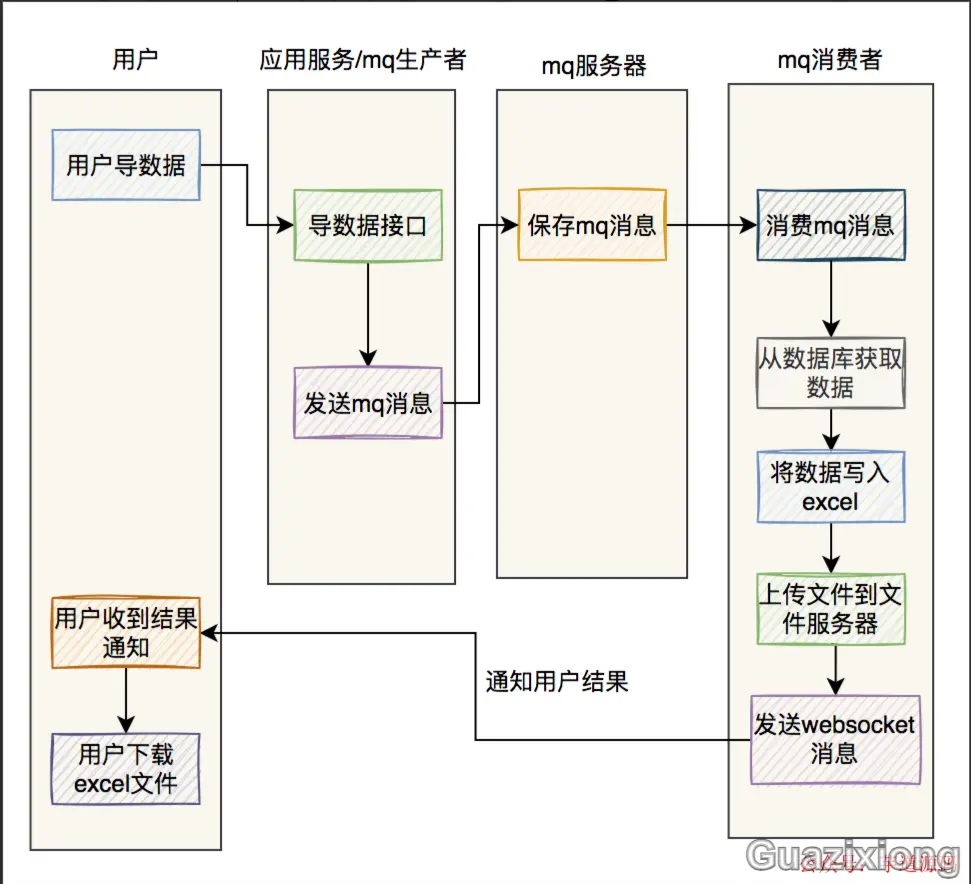 用户
应用服务/mq生产者
mq服务器
mq消费者
用户导数据
导数据接口
保存mq消息
消费mq消息
发送mq消息
从数据库获取
数据
将数据写入
excel
上传文件到文
件服务器
用户收到结果
通知
通知用户结果
发送websocket
消息
用户下载
excel文件
Guazixiong
公众号：芋道源码